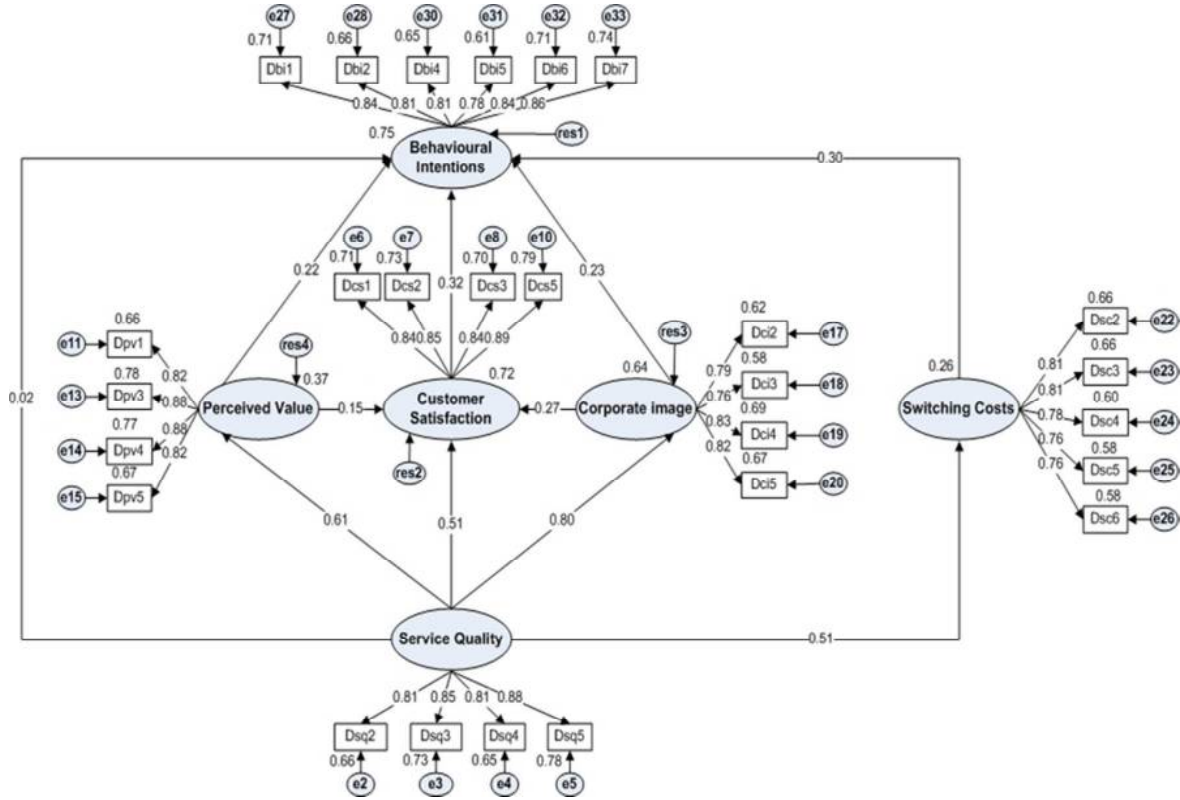 e27 e28 e30 e31 e32 e33
0.71 0.66 0.65 0.61 0.71 0.74
Dbi1 Dbi2 Dbi4 Dbi5 Dbi6 Dbi7
0.84 0.81 0.81 0.78 0.84 0.86
0.75 res1
Behavioural
Intentions
0.30
e6 e7 e8 e10
0.71 0.73 0.70 0.79
Dcs1 Dcs2 Dcs3 Dcs5
0.22 0.32 0.23
0.84 0.85 0.84 0.89
0.66
e11 Dpv1
0.82
0.78
e13 Dpv3
0.88
0.77
e14 Dpv4
0.88
0.67
e15 Dpv5
0.82
res4
0.37
Perceived Value
0.15
0.72
Customer
Satisfaction
res2
0.27
res3
0.64
Corporate image
0.62
Dci2 e17
0.79
0.58
Dci3 e18
0.76
0.69
Dci4 e19
0.83
0.67
Dci5 e20
0.82
0.26
Switching Costs
0.66
Dsc2 e22
0.81
0.66
Dsc3 e23
0.81
0.60
Dsc4 e24
0.78
0.58
Dsc5 e25
0.76
0.58
Dsc6 e26
0.76
0.02
0.61 0.51 0.80
Service Quality
0.51
0.81 0.85 0.81 0.88
Dsq2 Dsq3 Dsq4 Dsq5
0.66 0.73 0.65 0.78
e2 e3 e4 e5